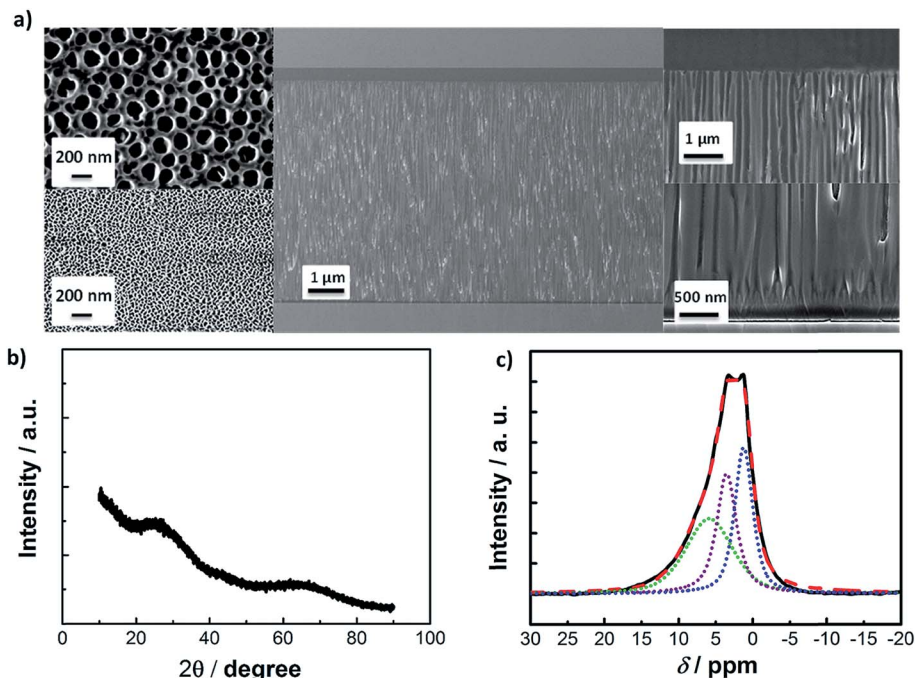 a)
200 nm
200 nm
1 µm
1 µm
500 nm
b)
Intensity / a.u.
0 20 40 60 80 100
2θ / degree
c)
Intensity / a. u.
30 25 20 15 10 5 0 -5 -10 -15 -20
δ / ppm